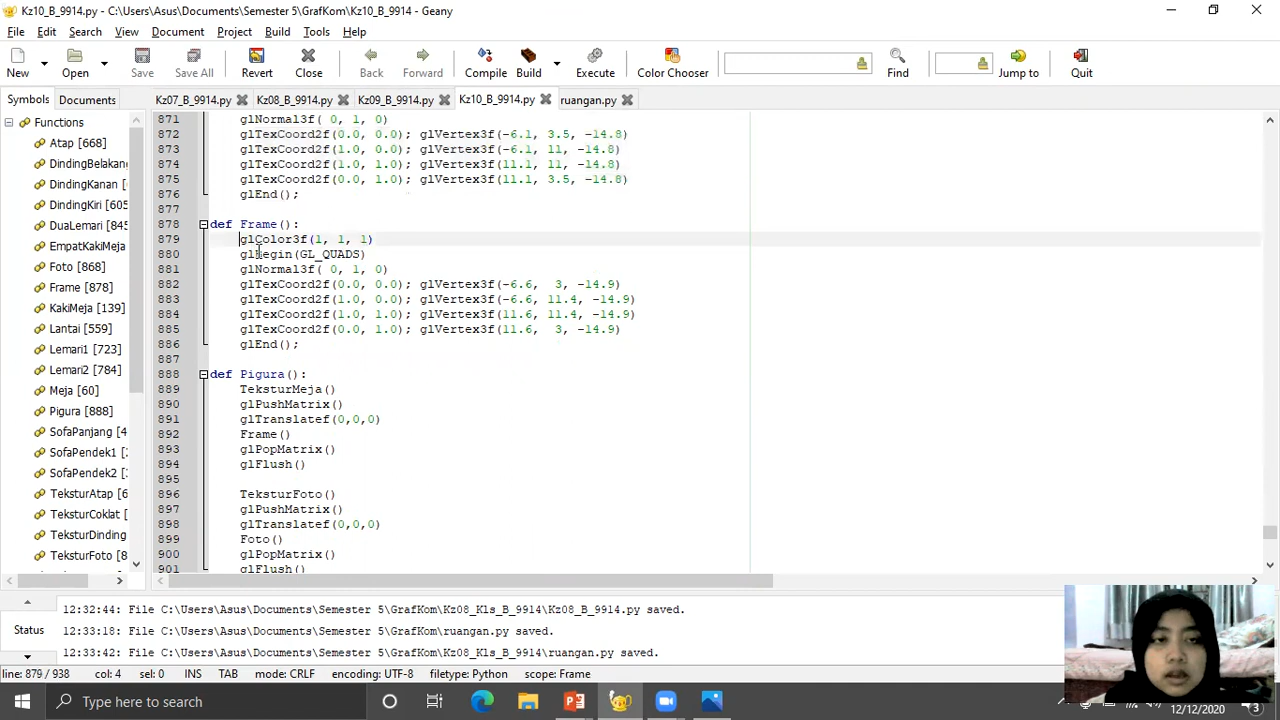 Kz10_B_9914.py - C:\Users\Asus\Documents\Semester 5\GrafKom - Geany
File Edit Search View Document Project Build Tools Help
New Open Save Save All Revert Close Back Forward Compile Build Execute Color Chooser Find Jump to Quit
Symbols Documents Kz07_B_9914.py Kz08_B_9914.py Kz09_B_9914.py Kz10_B_9914.py ruangan.py
Functions
Atap [668]
DindingBelakang
DindingKanan [
DindingKiri [605
DuaLemari [845
EmpatKakiMeja
Foto [868]
Frame [878]
KakiMeja [139]
Lantai [559]
Lemari1 [723]
Lemari2 [784]
Meja [60]
Pigura [888]
SofaPanjang [4
SofaPendek1 [
SofaPendek2 [
TeksturAtap [6
TeksturCoklat [
TeksturDinding
TeksturFoto [8
871 glNormal3f( 0, 1, 0)
872 glTexCoord2f(0.0, 0.0); glVertex3f(-6.1, 3.5, -14.8)
873 glTexCoord2f(1.0, 0.0); glVertex3f(-6.1, 11, -14.8)
874 glTexCoord2f(1.0, 1.0); glVertex3f(11.1, 11, -14.8)
875 glTexCoord2f(0.0, 1.0); glVertex3f(11.1, 3.5, -14.8)
876 glEnd();
877
878 def Frame():
879 glColor3f(1, 1, 1)
880 glBegin(GL_QUADS)
881 glNormal3f( 0, 1, 0)
882 glTexCoord2f(0.0, 0.0); glVertex3f(-6.6,  3, -14.9)
883 glTexCoord2f(1.0, 0.0); glVertex3f(-6.6, 11.4, -14.9)
884 glTexCoord2f(1.0, 1.0); glVertex3f(11.6, 11.4, -14.9)
885 glTexCoord2f(0.0, 1.0); glVertex3f(11.6,  3, -14.9)
886 glEnd();
887
888 def Pigura():
889 TeksturMeja()
890 glPushMatrix()
891 glTranslatef(0,0,0)
892 Frame()
893 glPopMatrix()
894 glFlush()
895
896 TeksturFoto()
897 glPushMatrix()
898 glTranslatef(0,0,0)
899 Foto()
900 glPopMatrix()
901 glFlush()
Status
12:32:44: File C:\Users\Asus\Documents\Semester 5\GrafKom\Kz08_Kls_B_9914\Kz08_B_9914.py saved.
12:33:18: File C:\Users\Asus\Documents\Semester 5\GrafKom\ruangan.py saved.
12:33:42: File C:\Users\Asus\Documents\Semester 5\GrafKom\Kz08_Kls_B_9914\ruangan.py saved.
line: 879 / 938 col: 4 sel: 0 INS TAB mode: CRLF encoding: UTF-8 filetype: Python scope: Frame
Type here to search
12/12/2020
3